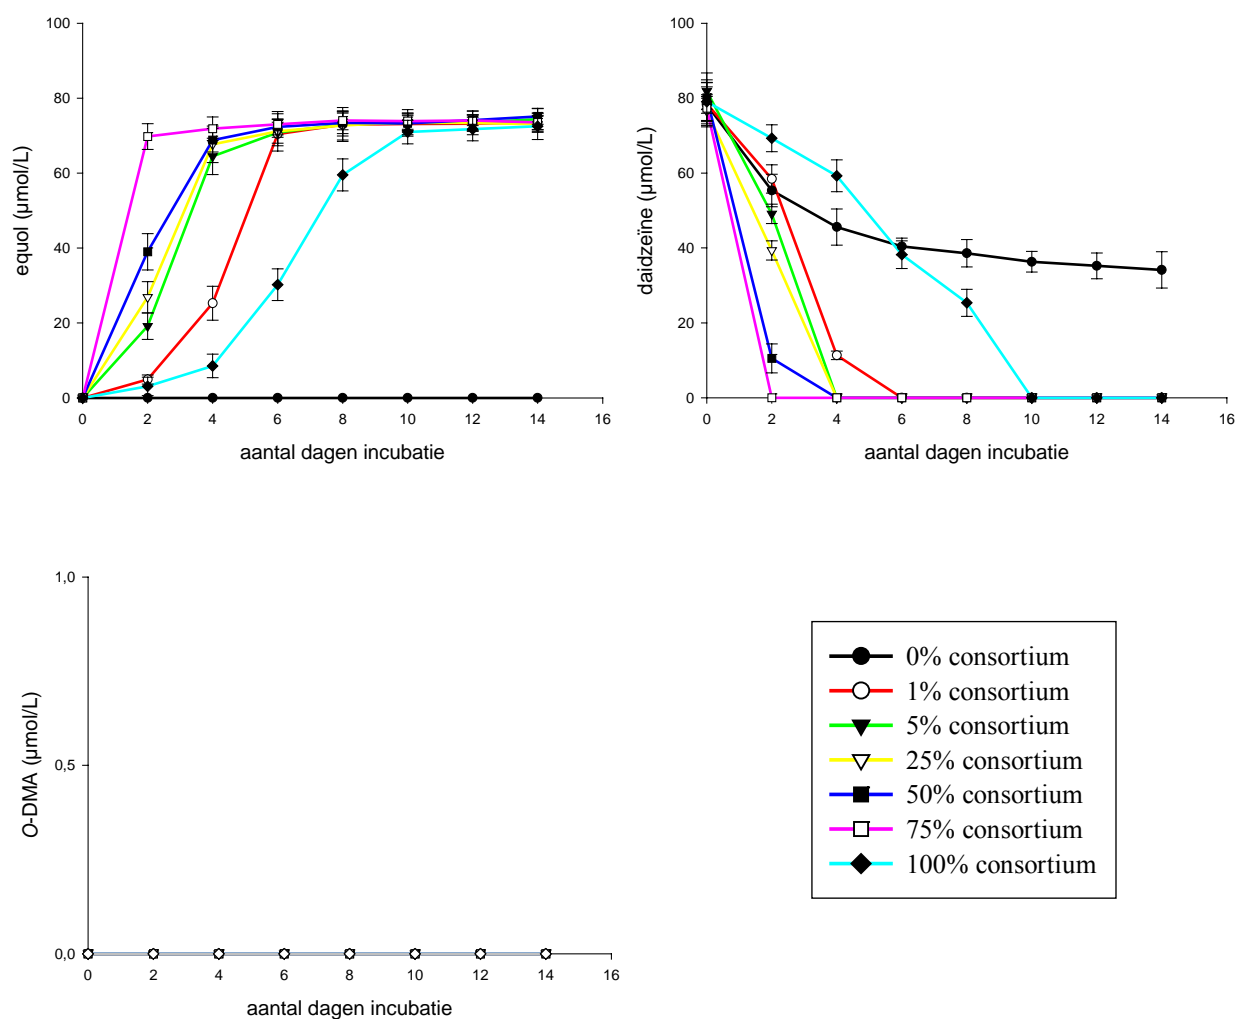 100
80
60
40
20
0
equol (µmol/L)
0 2 4 6 8 10 12 14 16
aantal dagen incubatie
100
80
60
40
20
0
daidzeïne (µmol/L)
0 2 4 6 8 10 12 14 16
aantal dagen incubatie
1,0
0,5
0,0
O-DMA (µmol/L)
0 2 4 6 8 10 12 14 16
aantal dagen incubatie
0% consortium
1% consortium
5% consortium
25% consortium
50% consortium
75% consortium
100% consortium